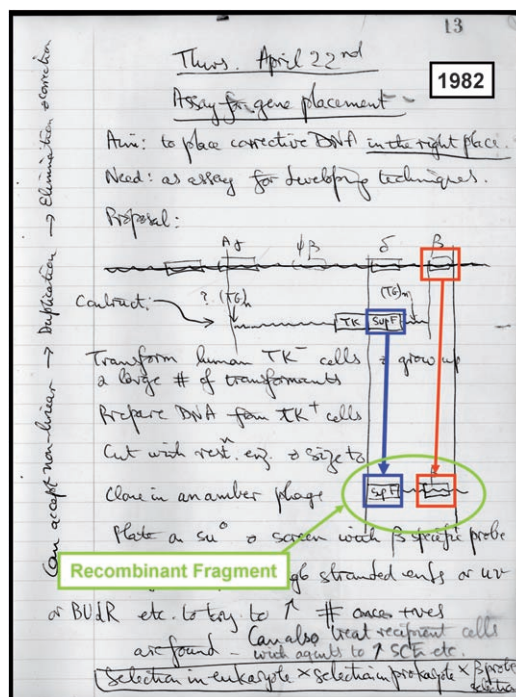 13
Thurs. April 22nd
1982
Assay for gene placement -
Aim: to place corrective DNA in the right place.
Need: as assay for developing techniques.
Proposal:
Aγ ψβ δ β
? (TG)n (TG)n
Construct:
TK SupF
Transform human TK- cells & grow up
a large # of transformants
Prepare DNA from TK+ cells
Cut with restn. enz. & size to
Clone in an amber phage
SupF β
Plate on su° & screen with β specific probe
Recombinant Fragment
stranded ends or uv
or BUdR etc. to try to ↑ # once +ves
are found - Can also treat recipient cells
with agents to ↑ SCE etc.
Selection in eukaryote × selection in prokaryote × β probe
selection
Can accept non-linear → Duplication → Elimination & correction